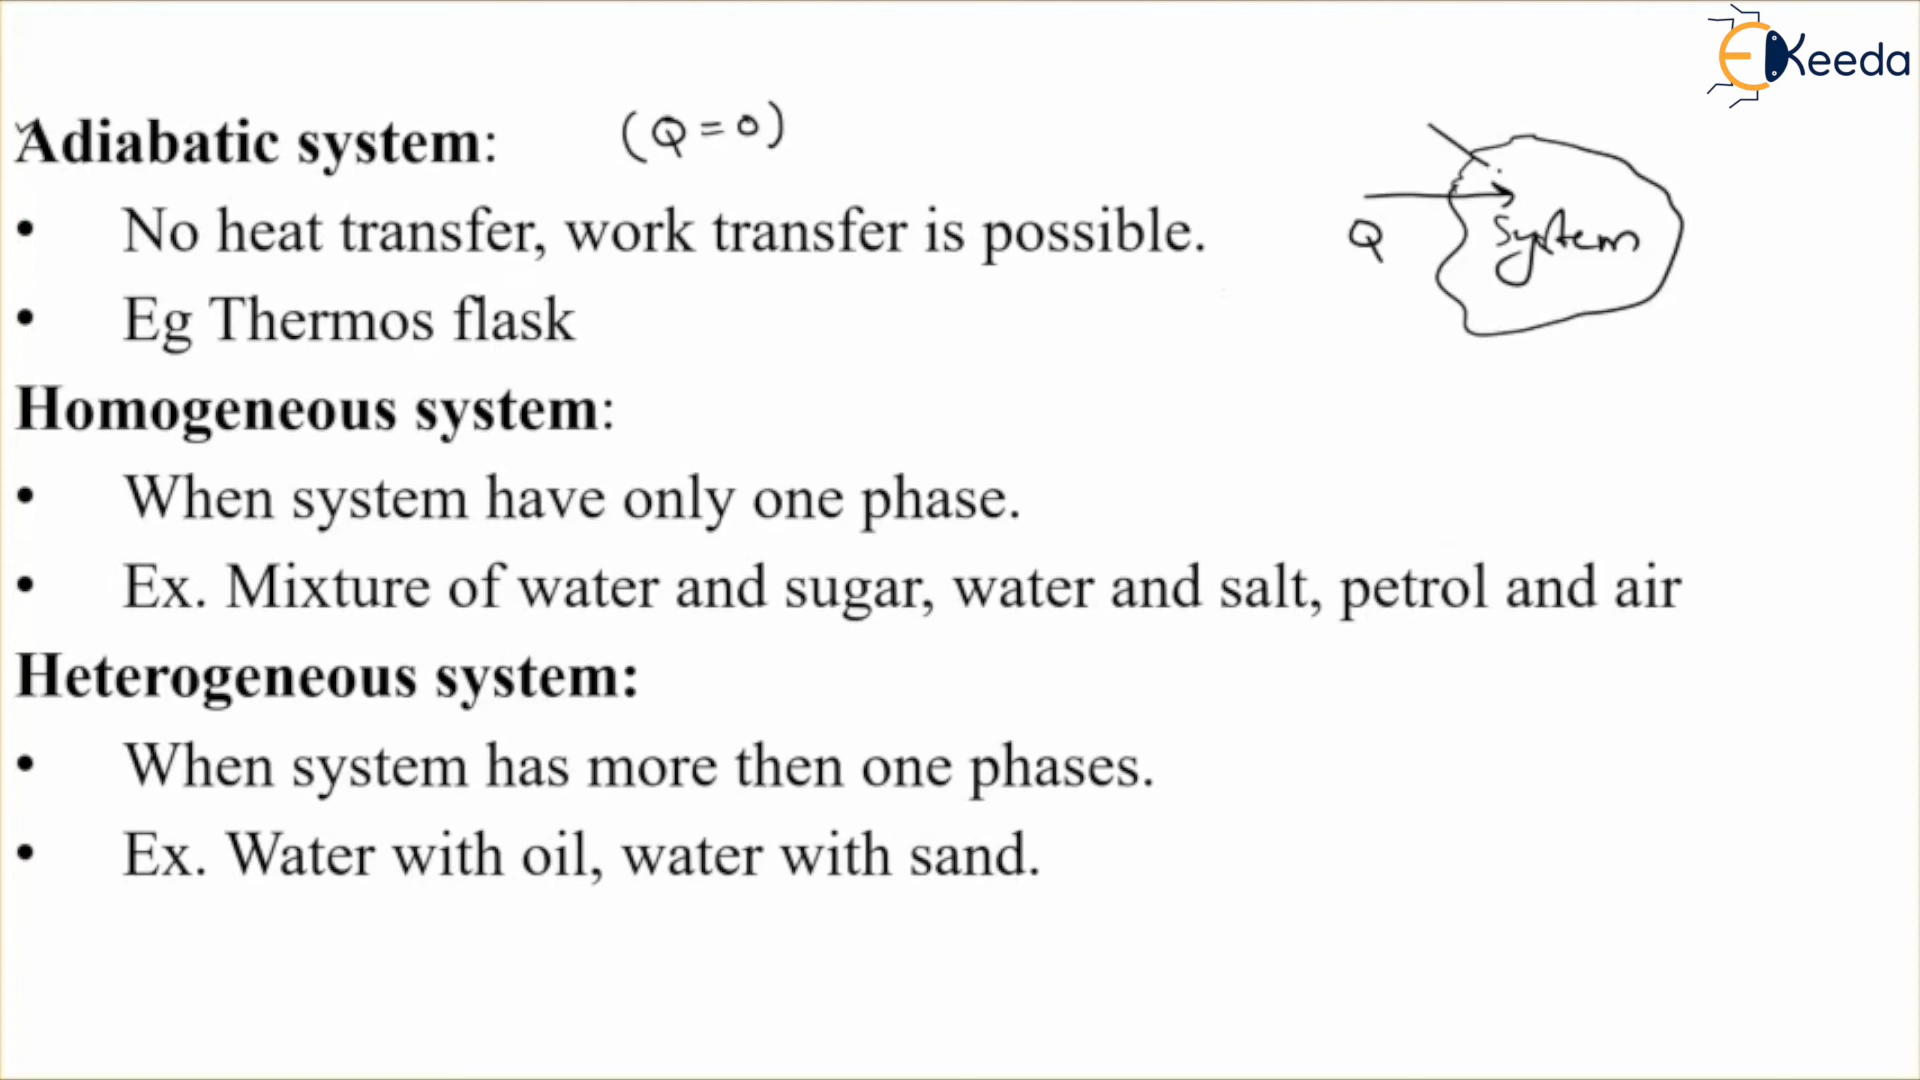 EKeeda
Adiabatic system: (Q = 0)
• No heat transfer, work transfer is possible.
Q System
• Eg Thermos flask
Homogeneous system:
• When system have only one phase.
• Ex. Mixture of water and sugar, water and salt, petrol and air
Heterogeneous system:
• When system has more then one phases.
• Ex. Water with oil, water with sand.